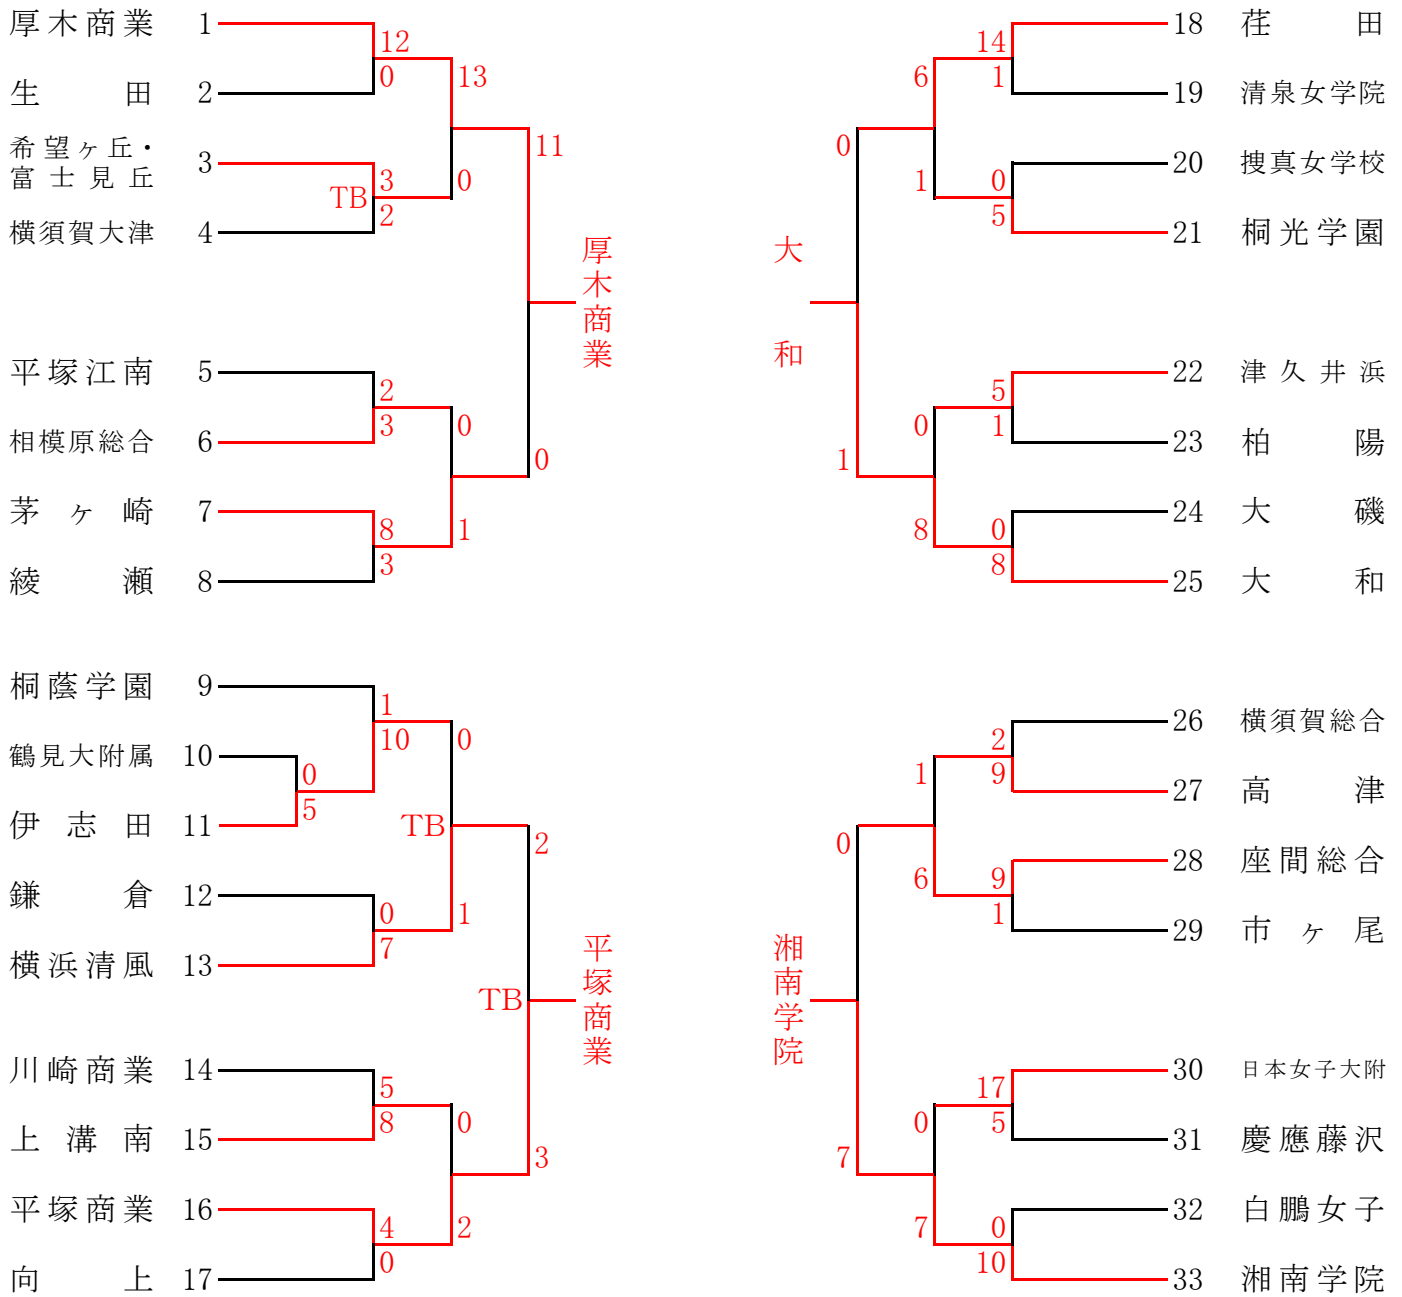 厚木商業 1
12
0
生田 2
13
希望ヶ丘・
富士見丘 3
TB
3
2
0
横須賀大津 4
11
厚木商業
平塚江南 5
2
3
相模原総合 6
0
0
茅ヶ崎 7
8
3
1
綾瀬 8
桐蔭学園 9
1
10
0
鶴見大附属 10
0
5
伊志田 11
TB
2
鎌倉 12
0
7
1
横浜清風 13
TB
平塚商業
川崎商業 14
5
8
0
上溝南 15
3
平塚商業 16
4
0
2
向上 17
18 荏田
14
1
6
19 清泉女学院
0
20 捜真女学校
0
5
1
21 桐光学園
大和
22 津久井浜
5
1
0
23 柏陽
1
24 大磯
0
8
8
25 大和
26 横須賀総合
2
9
1
27 高津
0
28 座間総合
9
1
6
29 市ヶ尾
湘南学院
30 日本女子大附
17
5
0
31 慶應藤沢
7
32 白鵬女子
0
10
7
33 湘南学院